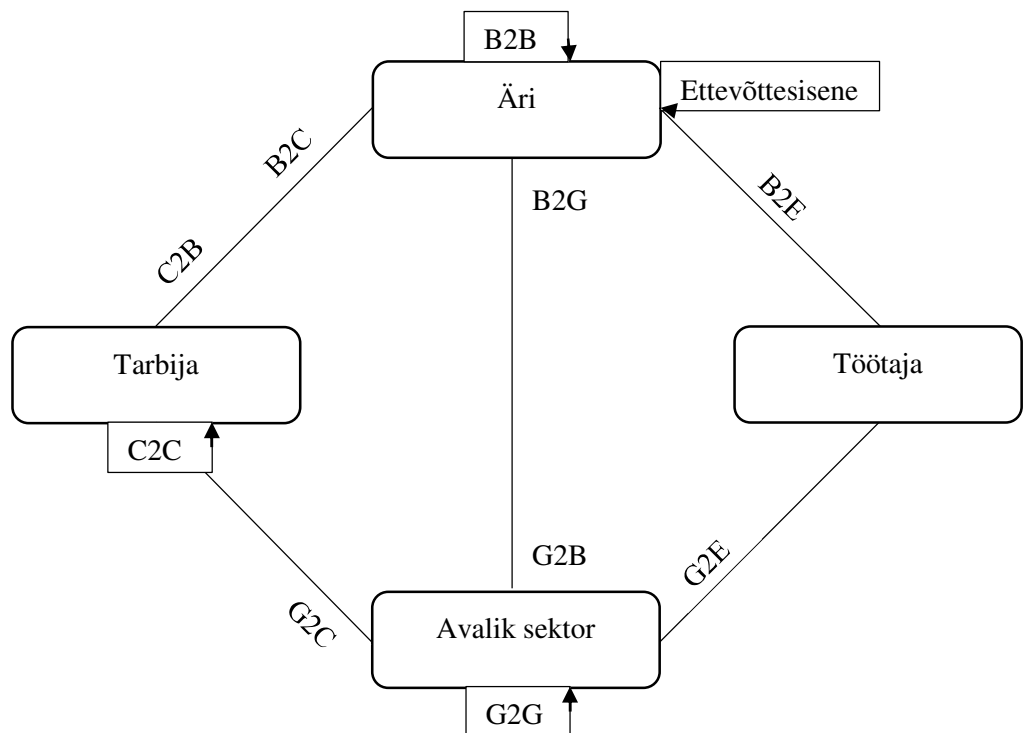 B2B
Äri
Ettevõttesisene
B2C
B2G
B2E
C2B
Tarbija
Töötaja
C2C
G2B
G2E
G2C
Avalik sektor
G2G